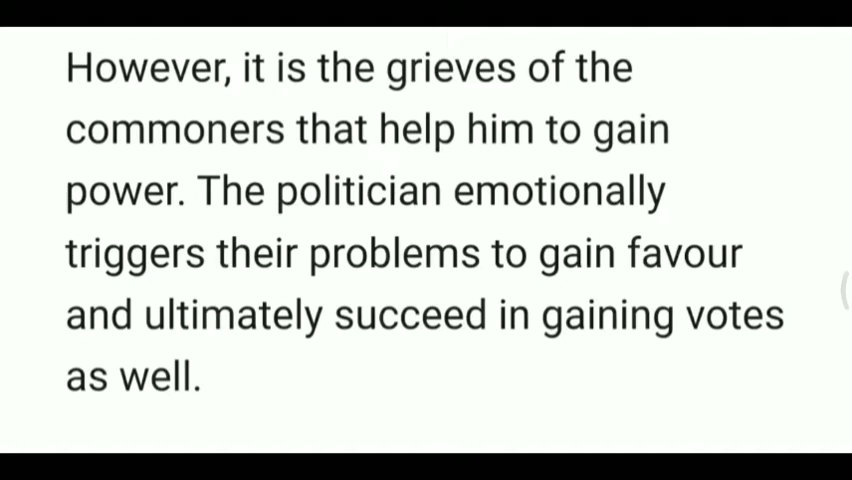 However, it is the grieves of the
commoners that help him to gain
power. The politician emotionally
triggers their problems to gain favour
and ultimately succeed in gaining votes
as well.